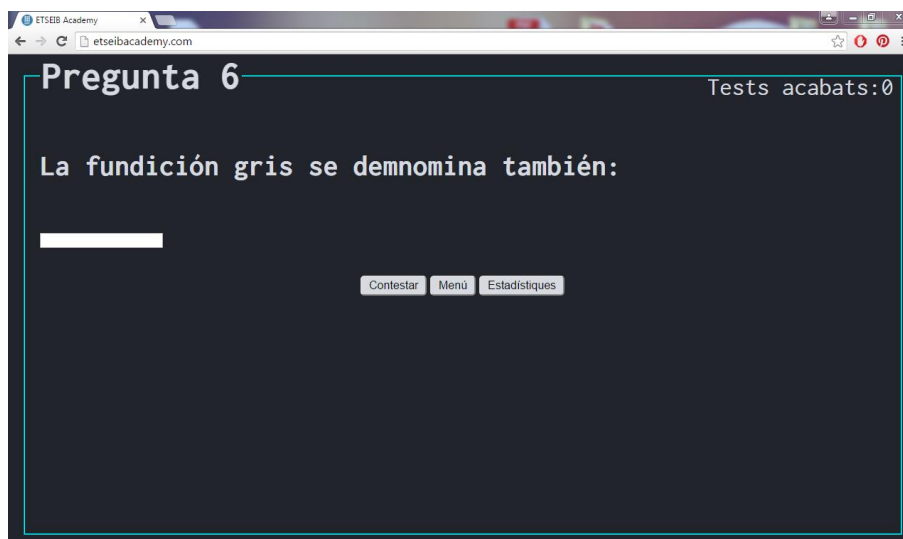 ETSEIB Academy
etseibacademy.com
Pregunta 6
Tests acabats:0
La fundición gris se demnomina también:
Contestar Menú Estadístiques